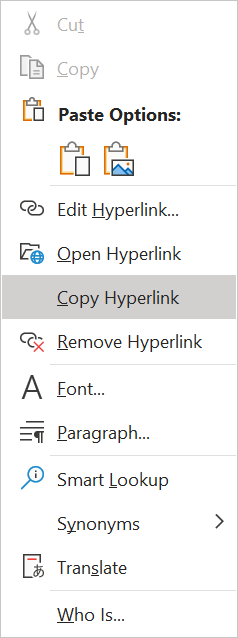 Cut
Copy
Paste Options:
Edit Hyperlink...
Open Hyperlink
Copy Hyperlink
Remove Hyperlink
Font...
Paragraph...
Smart Lookup
Synonyms
Translate
Who Is...